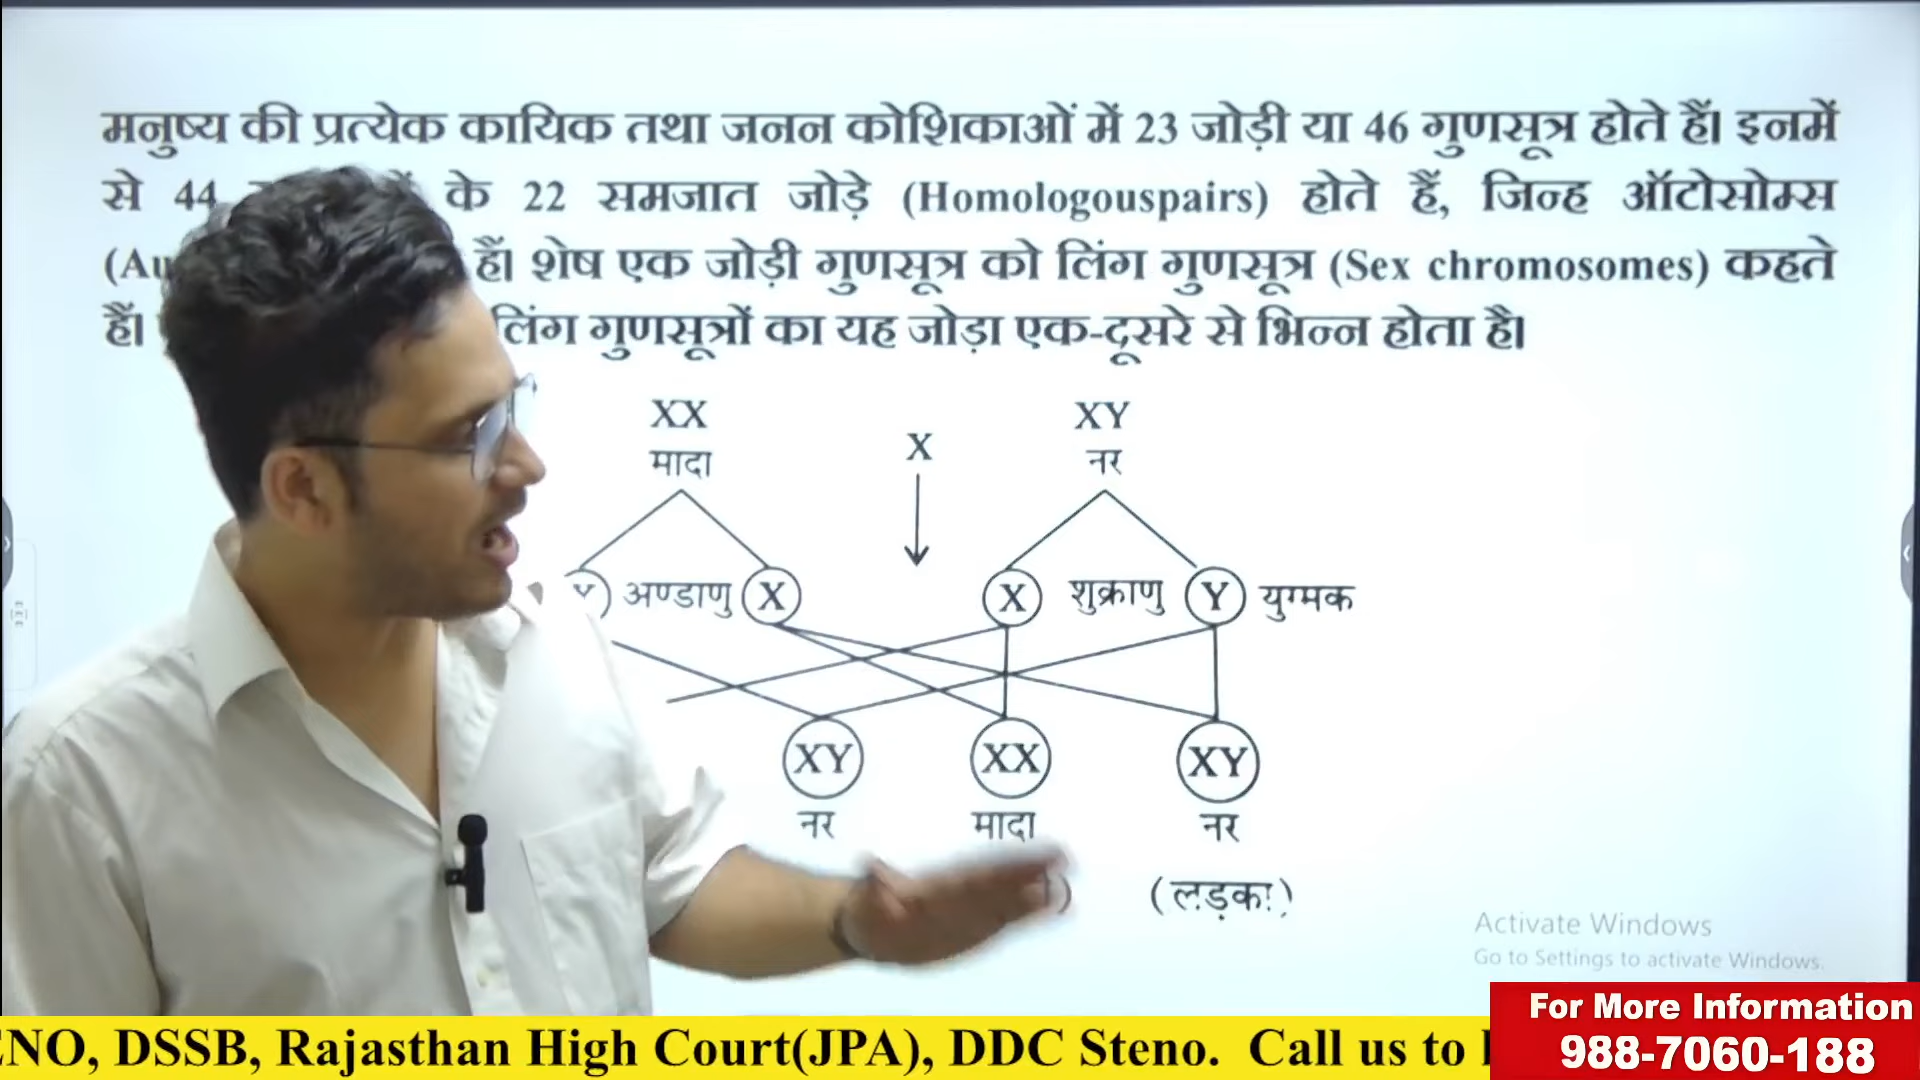 मनुष्य की प्रत्येक कायिक तथा जनन कोशिकाओं में 23 जोड़ी या 46 गुणसूत्र होते हैं। इनमें
से 44 के 22 समजात जोड़े (Homologouspairs) होते हैं, जिन्ह ऑटोसोम्स
(Au हैं। शेष एक जोड़ी गुणसूत्र को लिंग गुणसूत्र (Sex chromosomes) कहते
हैं। लिंग गुणसूत्रों का यह जोड़ा एक-दूसरे से भिन्न होता है।
XX X XY
मादा नर
अण्डाणु X X शुक्राणु Y युग्मक
XY XX XY
नर मादा नर
(लड़का)
Activate Windows
Go to Settings to activate Windows.
For More Information
ENO, DSSB, Rajasthan High Court(JPA), DDC Steno. Call us to
988-7060-188